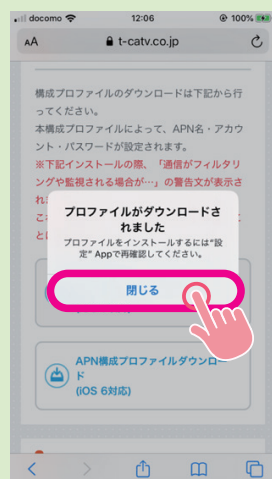 docomo 12:06 100%
AA t-catv.co.jp
構成プロファイルのダウンロードは下記から行
ってください。
本構成プロファイルによって、APN名・アカウ
ント・パスワードが設定されます。
※下記インストールの際、「通信がフィルタリ
ングや監視される場合が…」の警告文が表示さ
れ
プロファイルがダウンロードさ
れました
プロファイルをインストールするには"設
定" Appで再確認してください。
閉じる
APN構成プロファイルダウンロー
ド
(iOS 6対応)